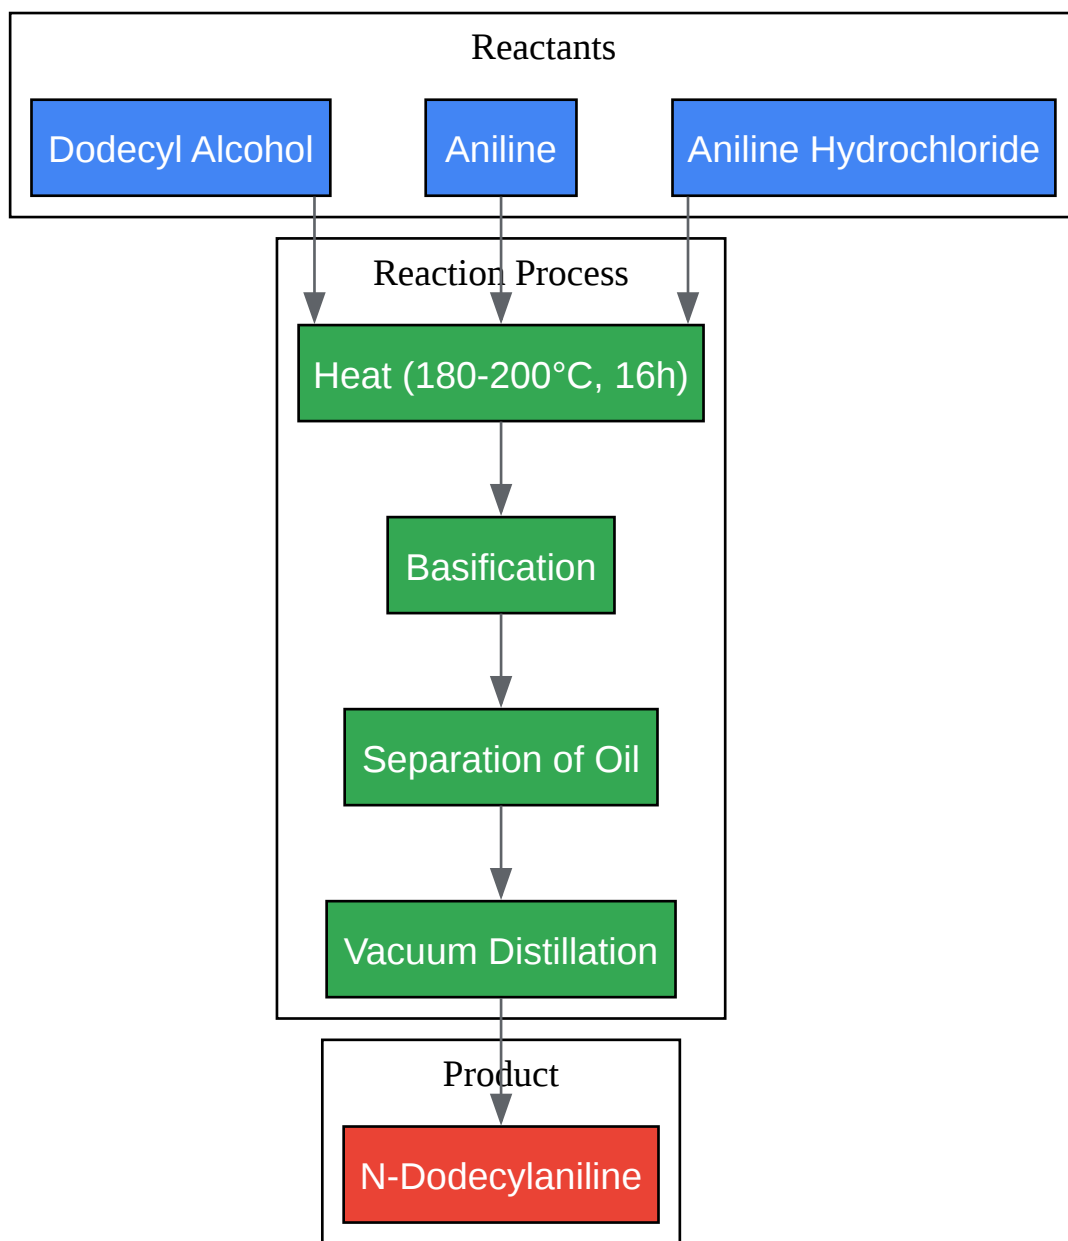 Reactants
Dodecyl Alcohol
Aniline
Aniline Hydrochloride
Reaction Process
Heat (180-200°C, 16h)
Basification
Separation of Oil
Vacuum Distillation
Product
N-Dodecylaniline